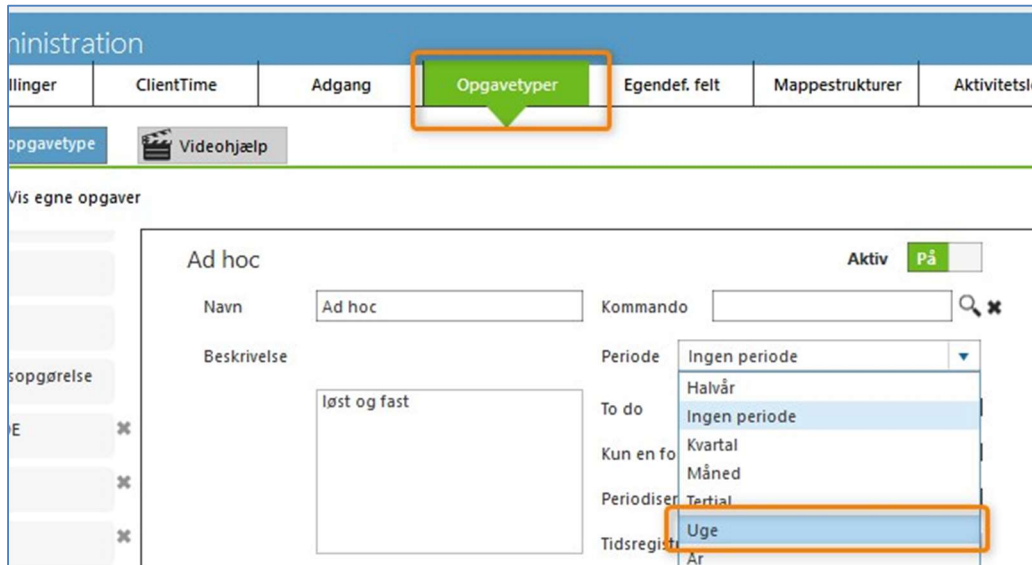 ministration
llinger ClientTime Adgang Opgavetyper Egendef. felt Mappestrukturer Aktivitetsl
opgavetype Videohjælp
Vis egne opgaver
Ad hoc Aktiv På
Navn Ad hoc Kommando
Beskrivelse Periode Ingen periode
sopgørelse Halvår
løst og fast To do Ingen periode
E Kun en fo Kvartal
Måned
Periodiser Tertial
Uge
Tidsregist
År